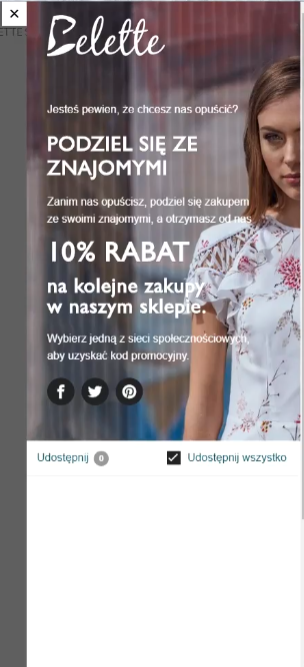 ×
Belette
Jesteś pewien, że chcesz nas opuścić?
PODZIEL SIĘ ZE
ZNAJOMYMI
Zanim nas opuścisz, podziel się zakupem
ze swoimi znajomymi, a otrzymasz od nas
10% RABAT
na kolejne zakupy
w naszym sklepie.
Wybierz jedną z sieci społecznościowych,
aby uzyskać kod promocyjny.
Udostępnij 0 Udostępnij wszystko